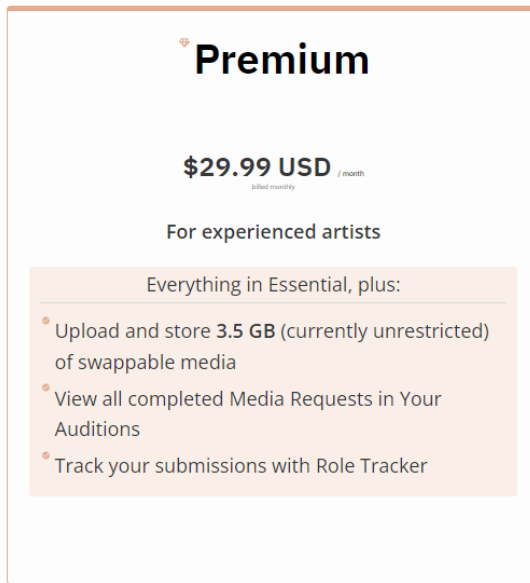 Premium
$29.99 USD / month
billed monthly
For experienced artists
Everything in Essential, plus:
Upload and store 3.5 GB (currently unrestricted)
of swappable media
View all completed Media Requests in Your
Auditions
Track your submissions with Role Tracker